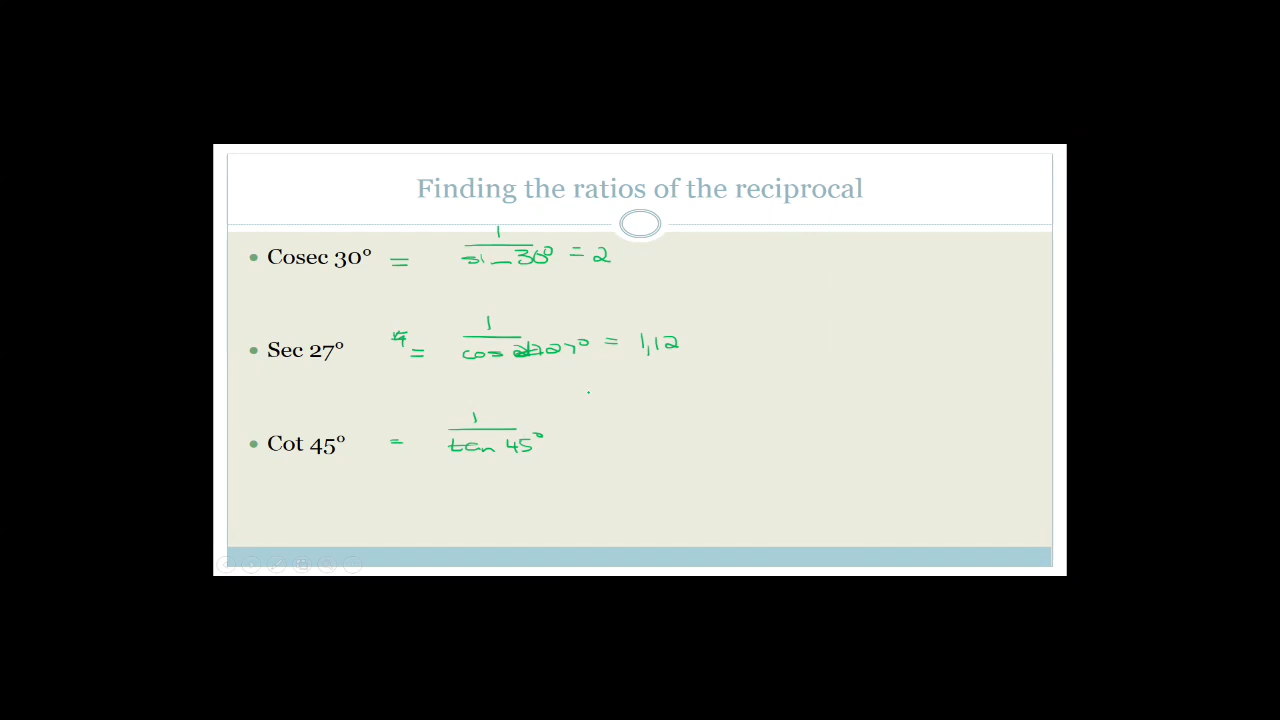 Finding the ratios of the reciprocal
• Cosec 30° = 1/sin 30° = 2
• Sec 27° = 1/cos 27° = 1,12
• Cot 45° = 1/tan 45°